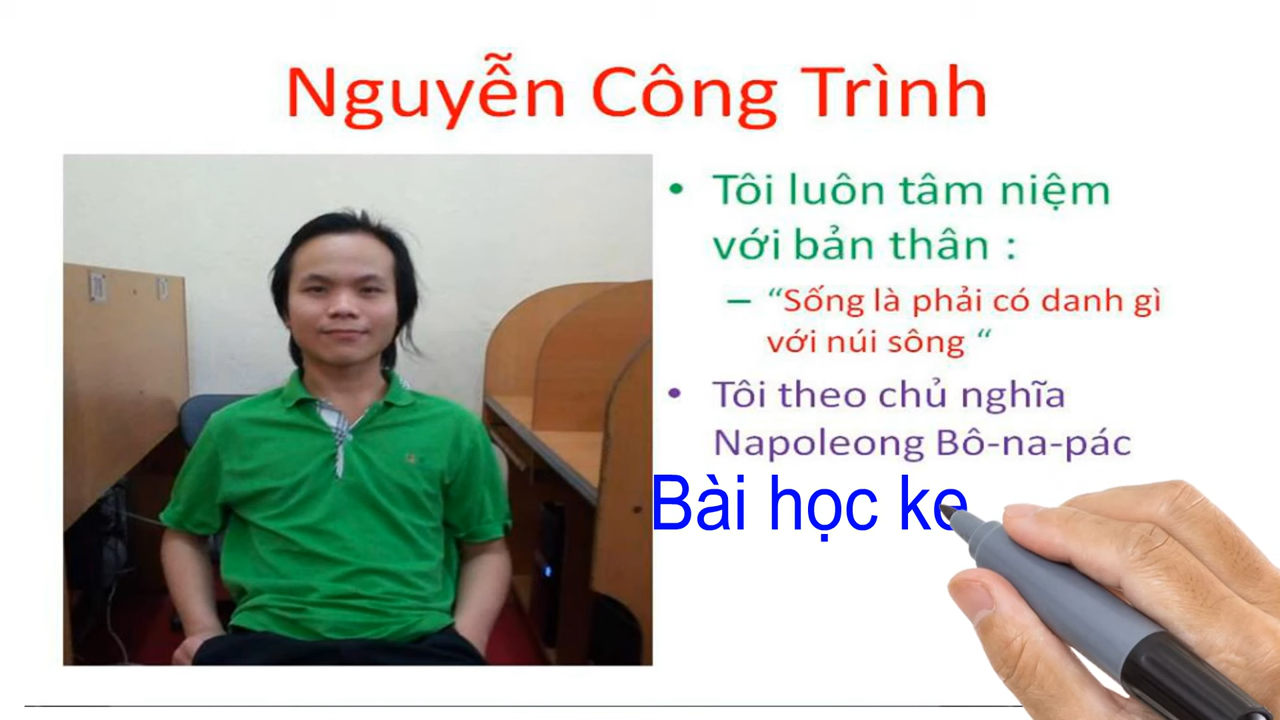 Nguyễn Công Trình
• Tôi luôn tâm niệm
với bản thân :
– “Sống là phải có danh gì
với núi sông “
• Tôi theo chủ nghĩa
Napoleong Bô-na-pác
Bài học ke